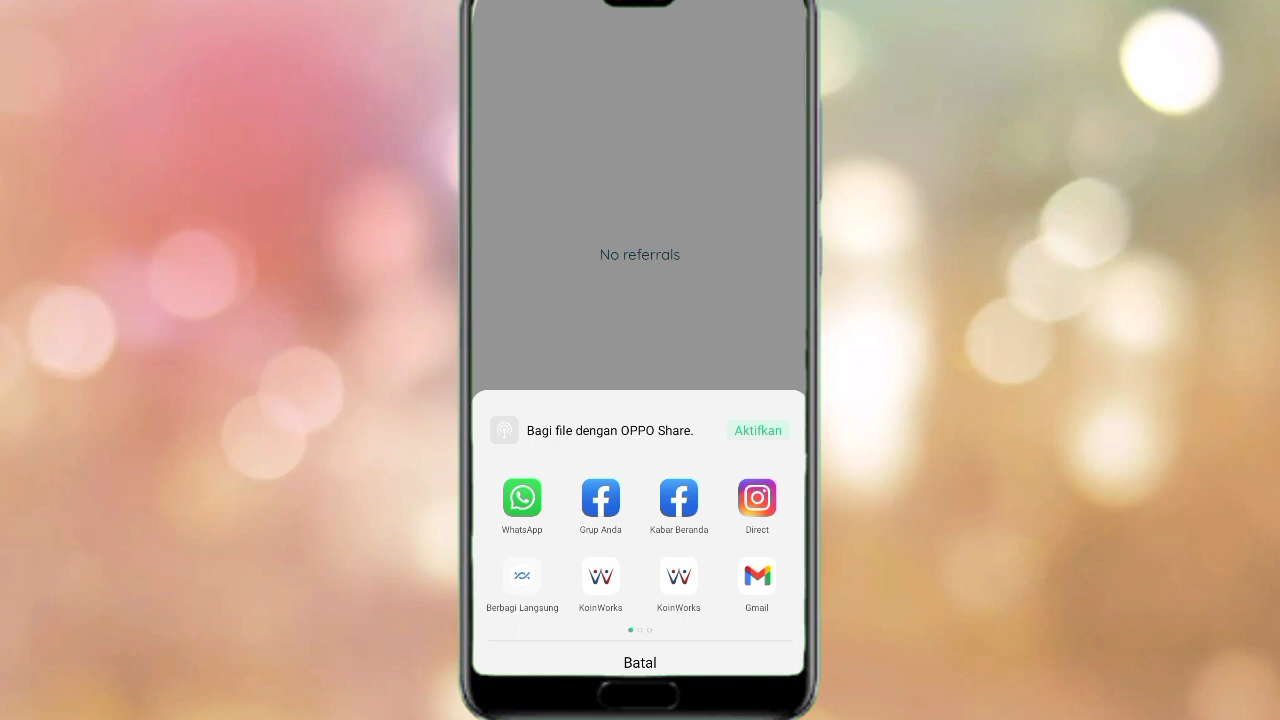 No referrals
Bagi file dengan OPPO Share. Aktifkan
WhatsApp Grup Anda Kabar Beranda Direct
Berbagi Langsung KoinWorks KoinWorks Gmail
Batal